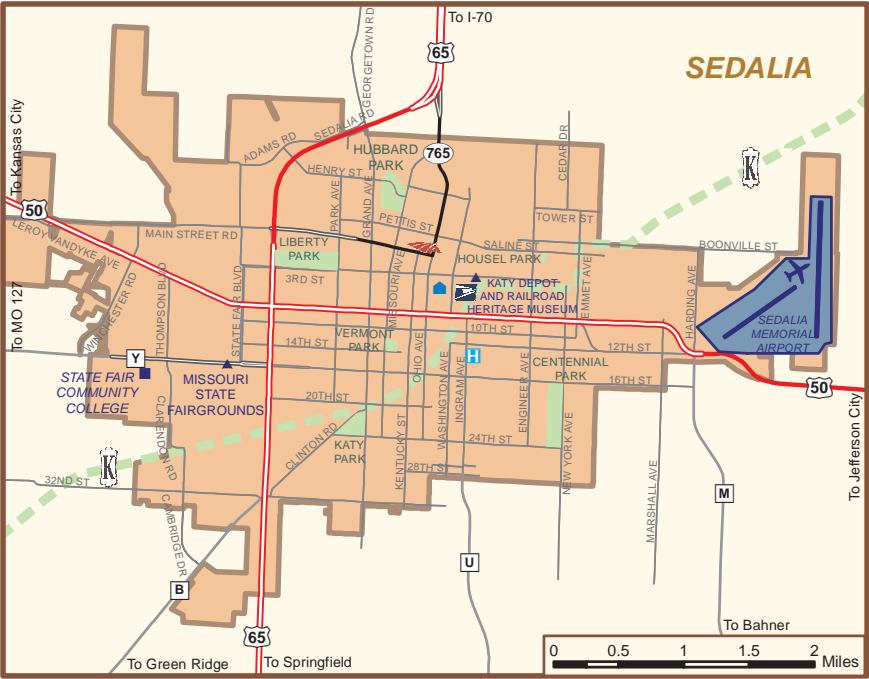 To I-70
65
SEDALIA
GEORGETOWN RD
SEDALIA RD
ADAMS RD
HUBBARD
PARK
765
CEDAR DR
K
To Kansas City
50
HENRY ST
PARK AVE
GRAND AVE
PETTIS ST
TOWER ST
LEROY VANDYKE AVE
MAIN STREET RD
LIBERTY
PARK
SALINE ST
HOUSEL PARK
BOONVILLE ST
3RD ST
MISSOURI AVE
KATY DEPOT
AND RAILROAD
HERITAGE MUSEUM
EMMET AVE
HARDING AVE
WINCHESTER RD
THOMPSON BLVD
STATE FAIR BLVD
To MO 127
10TH ST
SEDALIA
MEMORIAL
AIRPORT
VERMONT
PARK
14TH ST
OHIO AVE
12TH ST
Y
H
CENTENNIAL
PARK
16TH ST
50
STATE FAIR
COMMUNITY
COLLEGE
MISSOURI
STATE
FAIRGROUNDS
20TH ST
WASHINGTON AVE
INGRAM AVE
ENGINEER AVE
To Jefferson City
CLARENDON RD
CLINTON RD
KATY
PARK
KENTUCKY ST
24TH ST
NEW YORK AVE
28TH ST
K
32ND ST
MARSHALL AVE
M
CAMBRIDGE DR
B
U
65
To Bahner
To Green Ridge
To Springfield
0 0.5 1 1.5 2
Miles